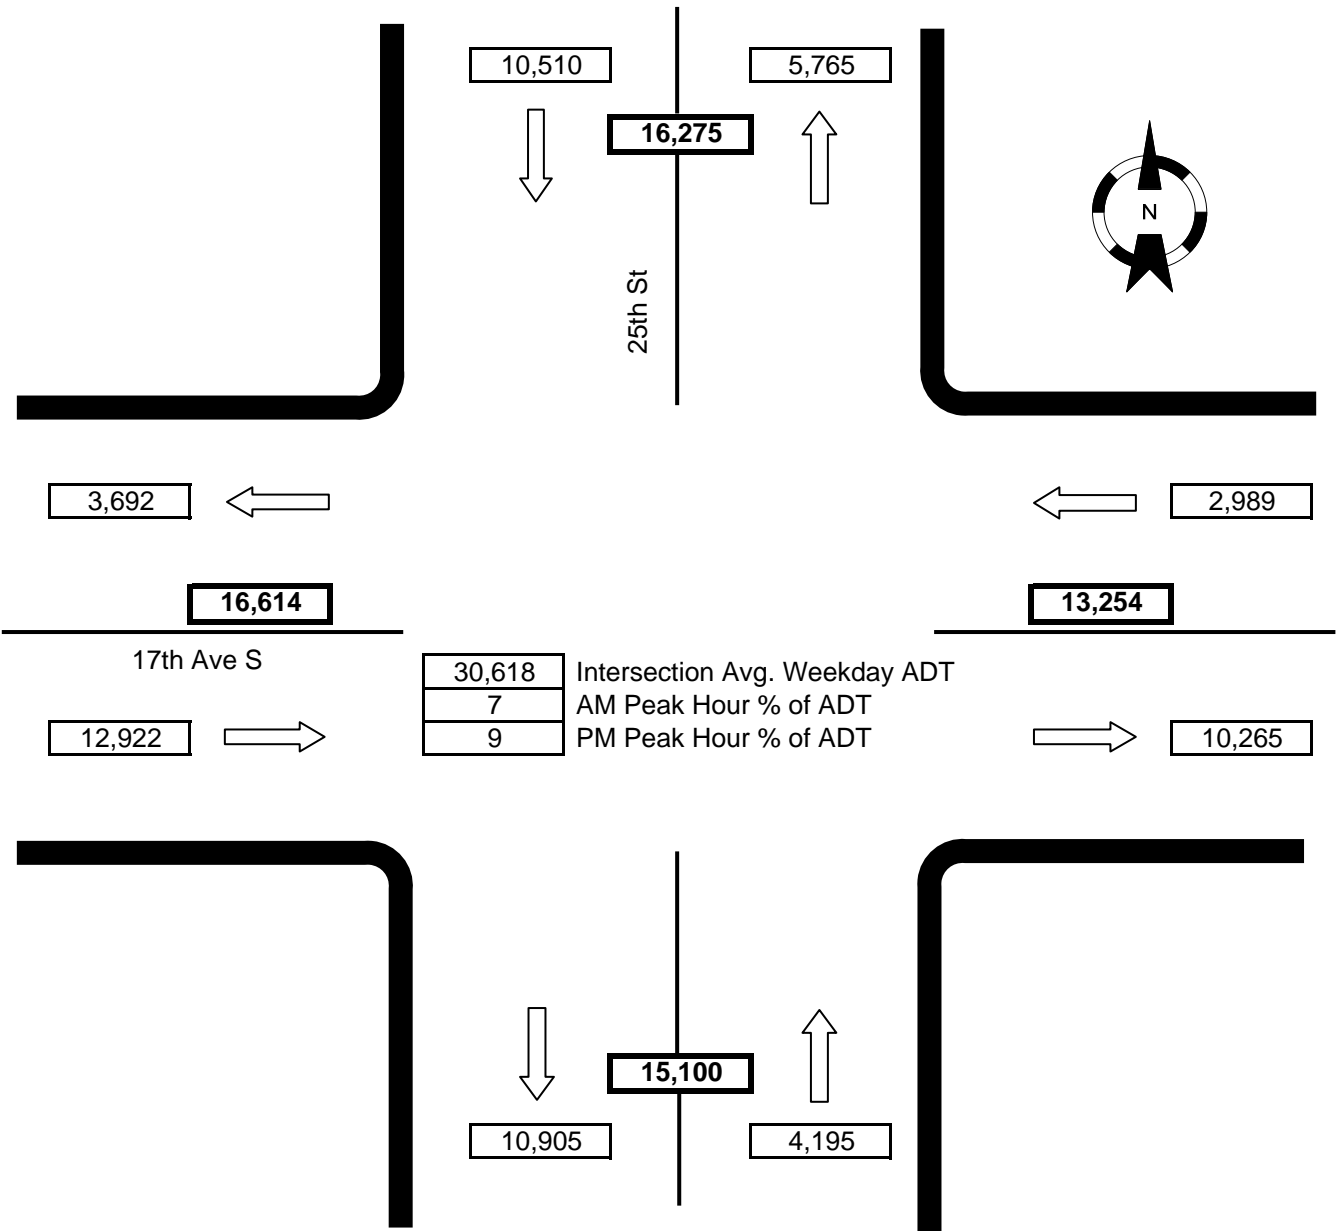 10,510
5,765
16,275
N
25th St
3,692
2,989
16,614
13,254
17th Ave S
30,618 Intersection Avg. Weekday ADT
7 AM Peak Hour % of ADT
9 PM Peak Hour % of ADT
12,922
10,265
15,100
10,905
4,195